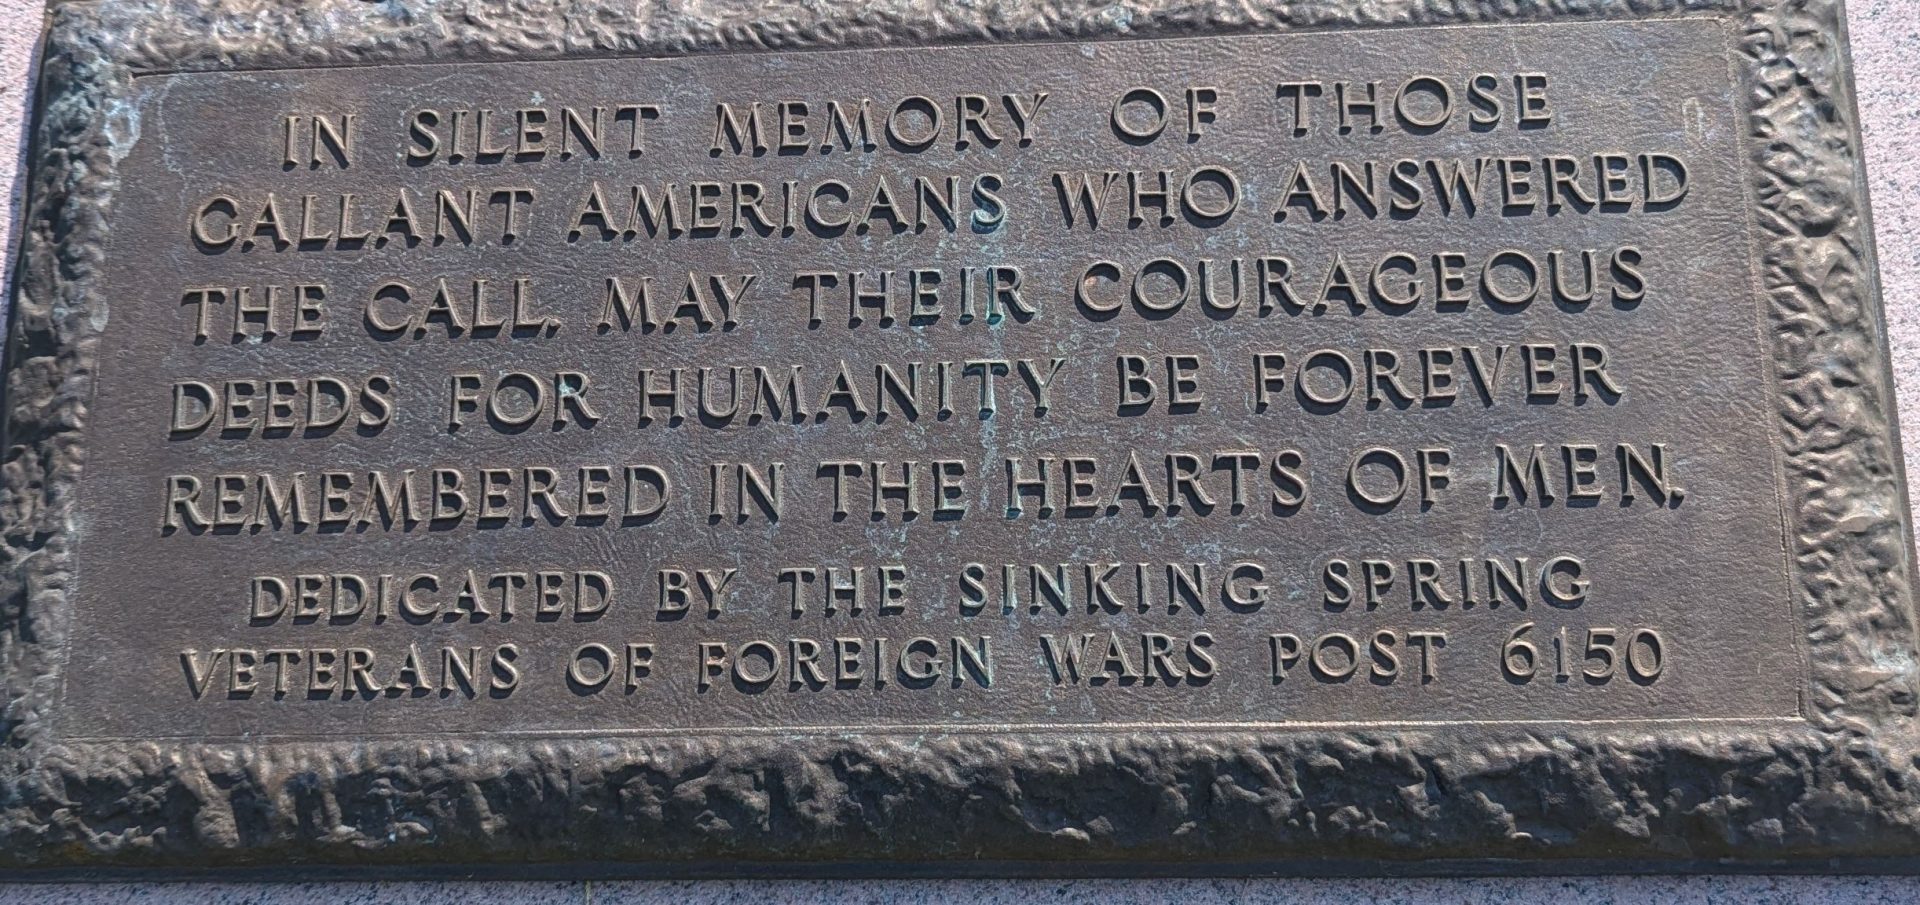 IN SILENT MEMORY OF THOSE
GALLANT AMERICANS WHO ANSWERED
THE CALL. MAY THEIR COURAGEOUS
DEEDS FOR HUMANITY BE FOREVER
REMEMBERED IN THE HEARTS OF MEN.
DEDICATED BY THE SINKING SPRING
VETERANS OF FOREIGN WARS POST 6150